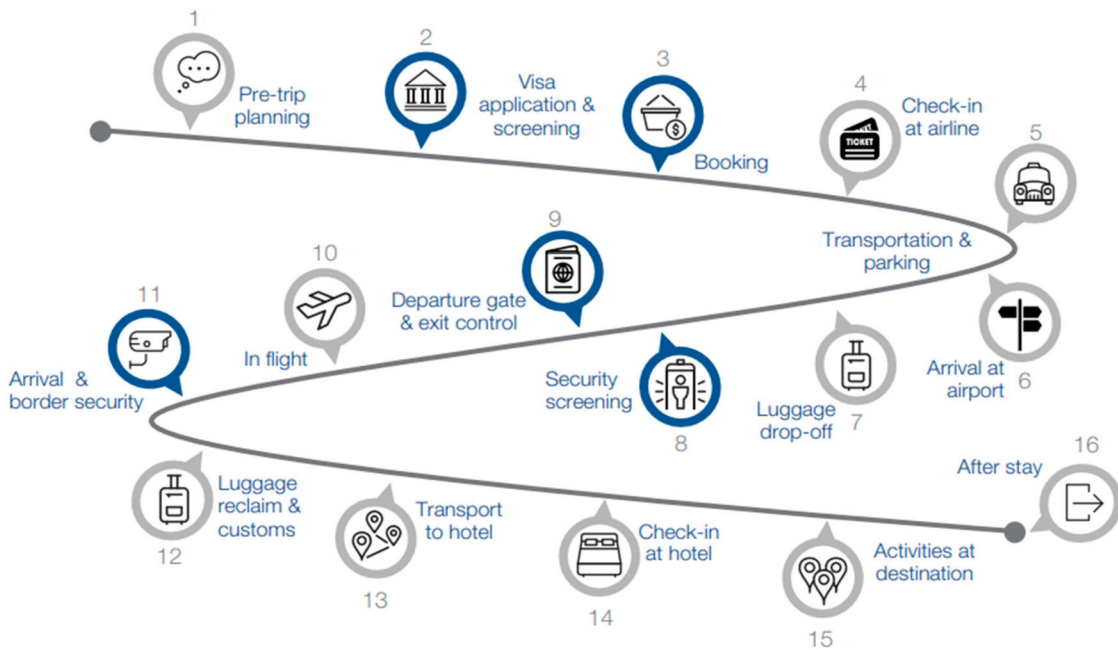 1
Pre-trip
planning
2
Visa
application &
screening
3
$
Booking
4
TICKET
Check-in
at airline
5
Transportation &
parking
6
Arrival at
airport
7
Luggage
drop-off
8
Security
screening
9
Departure gate
& exit control
10
In flight
11
Arrival &
border security
12
Luggage
reclaim &
customs
13
Transport
to hotel
14
Check-in
at hotel
15
Activities at
destination
16
After stay